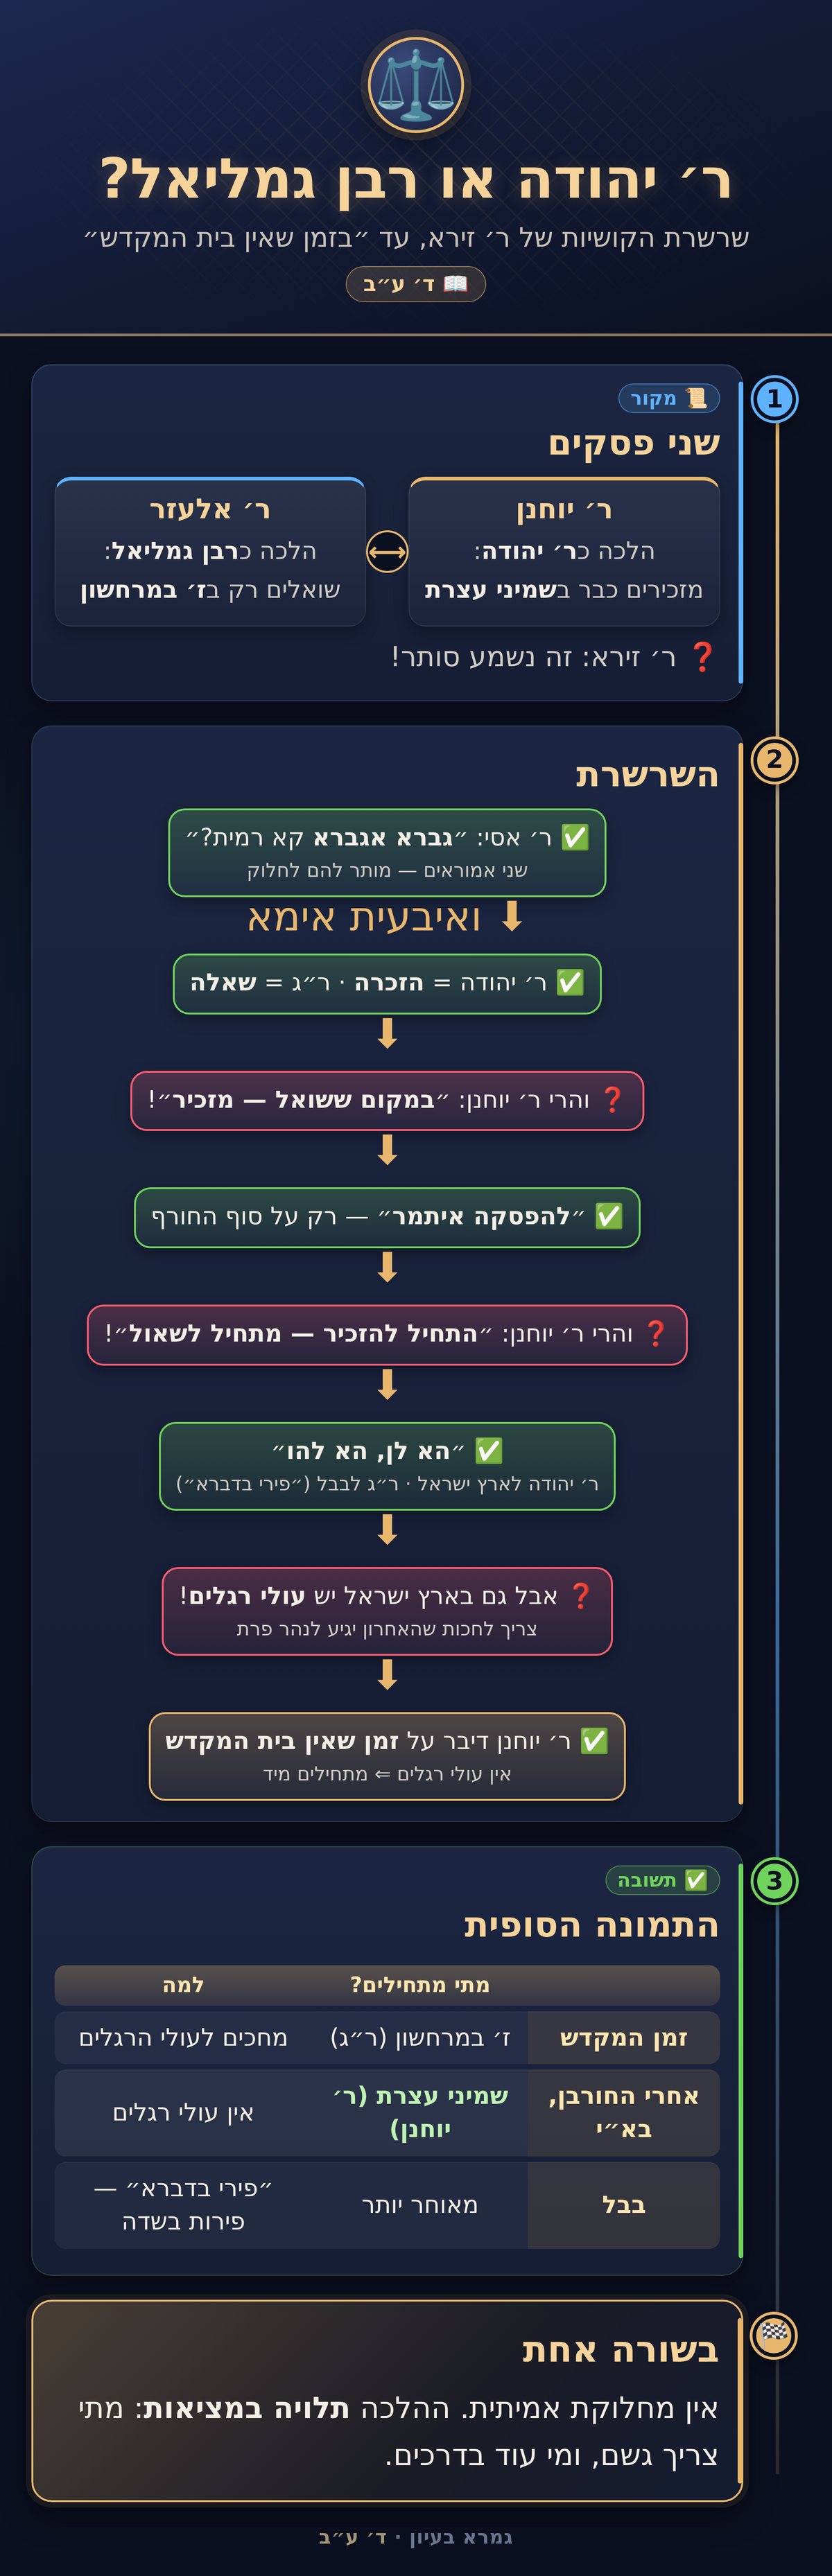 ר׳ יהודה או רבן גמליאל?
שרשרת הקושיות של ר׳ זירא, עד ״בזמן שאין בית המקדש״
📖 ד׳ ע״ב
1
📜 מקור
שני פסקים
ר׳ יוחנן
הלכה כר׳ יהודה:
מזכירים כבר בשמיני עצרת
⟷
ר׳ אלעזר
הלכה כרבן גמליאל:
שואלים רק בז׳ במרחשון
❓ ר׳ זירא: זה נשמע סותר!
2
השרשרת
✅ ר׳ אסי: ״גברא אגברא קא רמית?״
שני אמוראים — מותר להם לחלוק
⬇ ואיבעית אימא
✅ ר׳ יהודה = הזכרה · ר״ג = שאלה
⬇
❓ והרי ר׳ יוחנן: ״במקום ששואל — מזכיר״!
⬇
✅ ״להפסקה איתמר״ — רק על סוף החורף
⬇
❓ והרי ר׳ יוחנן: ״התחיל להזכיר — מתחיל לשאול״!
⬇
✅ ״הא לן, הא להו״
ר׳ יהודה לארץ ישראל · ר״ג לבבל (״פירי בדברא״)
⬇
❓ אבל גם בארץ ישראל יש עולי רגלים!
צריך לחכות שהאחרון יגיע לנהר פרת
⬇
✅ ר׳ יוחנן דיבר על זמן שאין בית המקדש
אין עולי רגלים ⇐ מתחילים מיד
3
✅ תשובה
התמונה הסופית
מתי מתחילים? למה
זמן המקדש ז׳ במרחשון (ר״ג) מחכים לעולי הרגלים
אחרי החורבן, בא״י שמיני עצרת (ר׳ יוחנן) אין עולי רגלים
בבל מאוחר יותר ״פירי בדברא״ — פירות בשדה
🏁
בשורה אחת
אין מחלוקת אמיתית. ההלכה תלויה במציאות: מתי
צריך גשם, ומי עוד בדרכים.
גמרא בעיון · ד׳ ע״ב